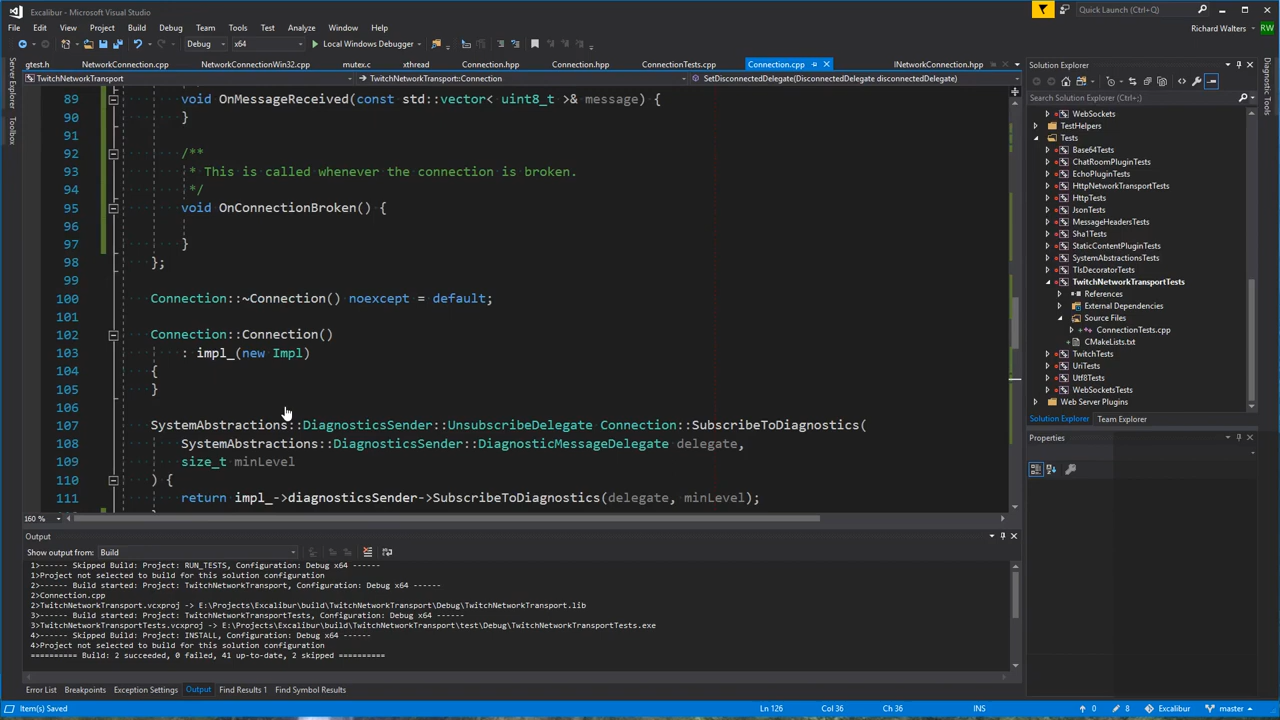 Excalibur - Microsoft Visual Studio
Quick Launch (Ctrl+Q)
File Edit View Project Build Debug Team Tools Test Analyze Window Help
Richard Walters RW
Debug x64 Local Windows Debugger
Server Explorer
Toolbox
gtest.h NetworkConnection.cpp NetworkConnectionWin32.cpp mutex.c xthread Connection.hpp Connection.hpp ConnectionTests.cpp Connection.cpp INetworkConnection.hpp
TwitchNetworkTransport TwitchNetworkTransport::Connection SetDisconnectedDelegate(DisconnectedDelegate disconnectedDelegate)
89 void OnMessageReceived(const std::vector< uint8_t >& message) {
90 }
91
92 /**
93 * This is called whenever the connection is broken.
94 */
95 void OnConnectionBroken() {
96
97 }
98 };
99
100 Connection::~Connection() noexcept = default;
101
102 Connection::Connection()
103 : impl_(new Impl)
104 {
105 }
106
107 SystemAbstractions::DiagnosticsSender::UnsubscribeDelegate Connection::SubscribeToDiagnostics(
108 SystemAbstractions::DiagnosticsSender::DiagnosticMessageDelegate delegate,
109 size_t minLevel
110 ) {
111 return impl_->diagnosticsSender->SubscribeToDiagnostics(delegate, minLevel);
160 %
Output
Show output from: Build
1>------ Skipped Build: Project: RUN_TESTS, Configuration: Debug x64 ------
1>Project not selected to build for this solution configuration
2>------ Build started: Project: TwitchNetworkTransport, Configuration: Debug x64 ------
2>Connection.cpp
2>TwitchNetworkTransport.vcxproj -> E:\Projects\Excalibur\build\TwitchNetworkTransport\Debug\TwitchNetworkTransport.lib
3>------ Build started: Project: TwitchNetworkTransportTests, Configuration: Debug x64 ------
3>TwitchNetworkTransportTests.vcxproj -> E:\Projects\Excalibur\build\TwitchNetworkTransport\test\Debug\TwitchNetworkTransportTests.exe
4>------ Skipped Build: Project: INSTALL, Configuration: Debug x64 ------
4>Project not selected to build for this solution configuration
========== Build: 2 succeeded, 0 failed, 41 up-to-date, 2 skipped ==========
Error List Breakpoints Exception Settings Output Find Results 1 Find Symbol Results
Solution Explorer
Search Solution Explorer (Ctrl+;)
WebSockets
TestHelpers
Tests
Base64Tests
ChatRoomPluginTests
EchoPluginTests
HttpNetworkTransportTests
HttpTests
JsonTests
MessageHeadersTests
Sha1Tests
StaticContentPluginTests
SystemAbstractionsTests
TlsDecoratorTests
TwitchNetworkTransportTests
References
External Dependencies
Source Files
ConnectionTests.cpp
CMakeLists.txt
TwitchTests
UriTests
Utf8Tests
WebSocketsTests
Web Server Plugins
Solution Explorer Team Explorer
Properties
Diagnostic Tools
Item(s) Saved Ln 126 Col 36 Ch 36 INS 0 8 Excalibur master